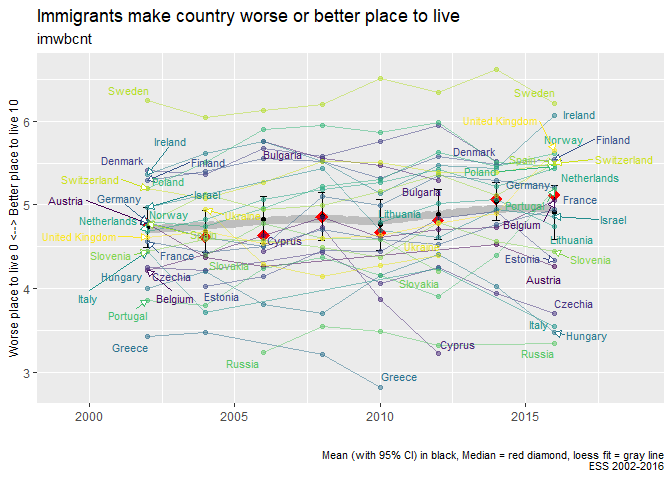 Immigrants make country worse or better place to live
imwbcnt
Worse place to live 0 <-> Better place to live 10
6
5
4
3
Sweden
Sweden
Ireland
United Kingdom
Ireland
Norway
Finland
Denmark
Finland
Bulgaria
Denmark
Spain
Switzerland
Switzerland
Poland
Poland
Netherlands
Germany
Austria
Germany
Israel
France
Norway
Ukraine
Lithuania
Bulgaria
Portugal
Israel
Netherlands
Spain
Belgium
United Kingdom
Cyprus
Lithuania
Slovenia
France
Ukraine
Estonia
Slovenia
Hungary
Czechia
Slovakia
Slovakia
Austria
Italy
Belgium
Estonia
Czechia
Portugal
Italy
Hungary
Greece
Russia
Cyprus
Russia
Greece
2000
2005
2010
2015
Mean (with 95% CI) in black, Median = red diamond, loess fit = gray line
ESS 2002-2016